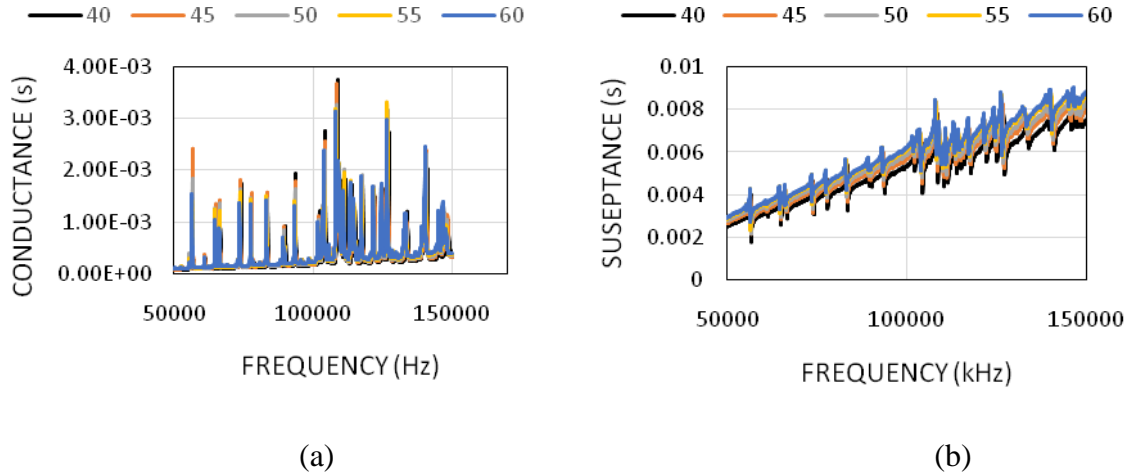 40 45 50 55 60
CONDUCTANCE (s)
4.00E-03
3.00E-03
2.00E-03
1.00E-03
0.00E+00
50000 100000 150000
FREQUENCY (Hz)
(a)
40 45 50 55 60
SUSEPTANCE (s)
0.01
0.008
0.006
0.004
0.002
0
50000 100000 150000
FREQUENCY (kHz)
(b)